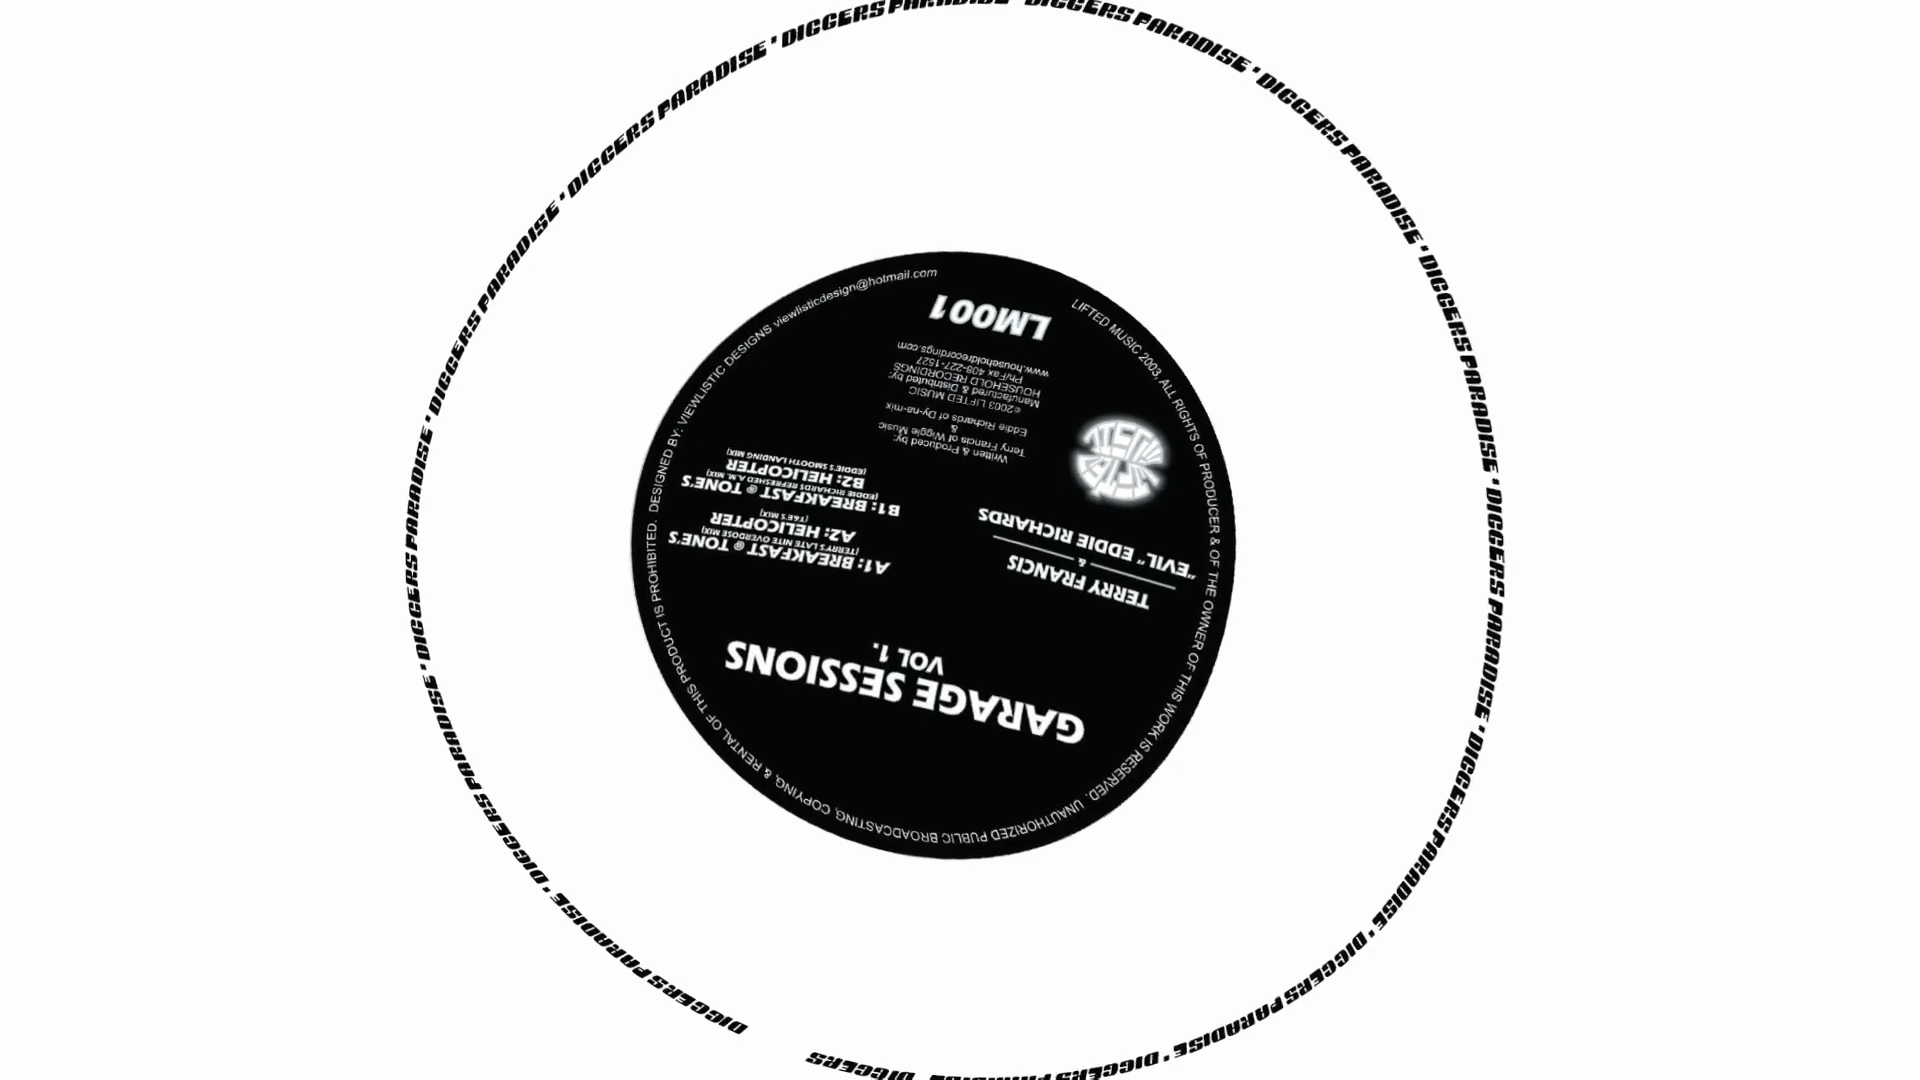 GARAGE SESSIONS
VOL 1.
TERRY FRANCIS
&
"EVIL" EDDIE RICHARDS
A1: BREAKFAST @ TONE'S
(TERRY'S LATE NITE OVERDOSE MIX)
A2: HELICOPTER
(T&E'S MIX)
B1: BREAKFAST @ TONE'S
(EDDIE RICHARDS REFRESHED A.M. MIX)
B2: HELICOPTER
(EDDIE'S SMOOTH LANDING MIX)
Written & Produced by:
Terry Francis of Wiggle Music
&
Eddie Richards of Dy-na-mix
©2003 LIFTED MUSIC
Manufactured & Distributed by:
HOUSEHOLD RECORDINGS
Ph/Fax 408-227-1527
www.householdrecordings.com
LM001
LIFTED MUSIC 2003, ALL RIGHTS OF PRODUCER & OF THE OWNER OF THIS WORK IS RESERVED. UNAUTHORIZED PUBLIC BROADCASTING, COPYING, & RENTAL OF THIS PRODUCT IS PROHIBITED. DESIGNED BY: VIEWLISTIC DESIGNS viewlisticdesign@hotmail.com
DIGGERS PARADISE * DIGGERS PARADISE * DIGGERS PARADISE * DIGGERS PARADISE * DIGGERS PARADISE * DIGGERS PARADISE * DIGGERS PARADISE * DIGGERS PARADISE * DIGGERS PARADISE * DIGGERS PARADISE * DIGGERS PARADISE * DIGGERS PARADISE * DIGGERS